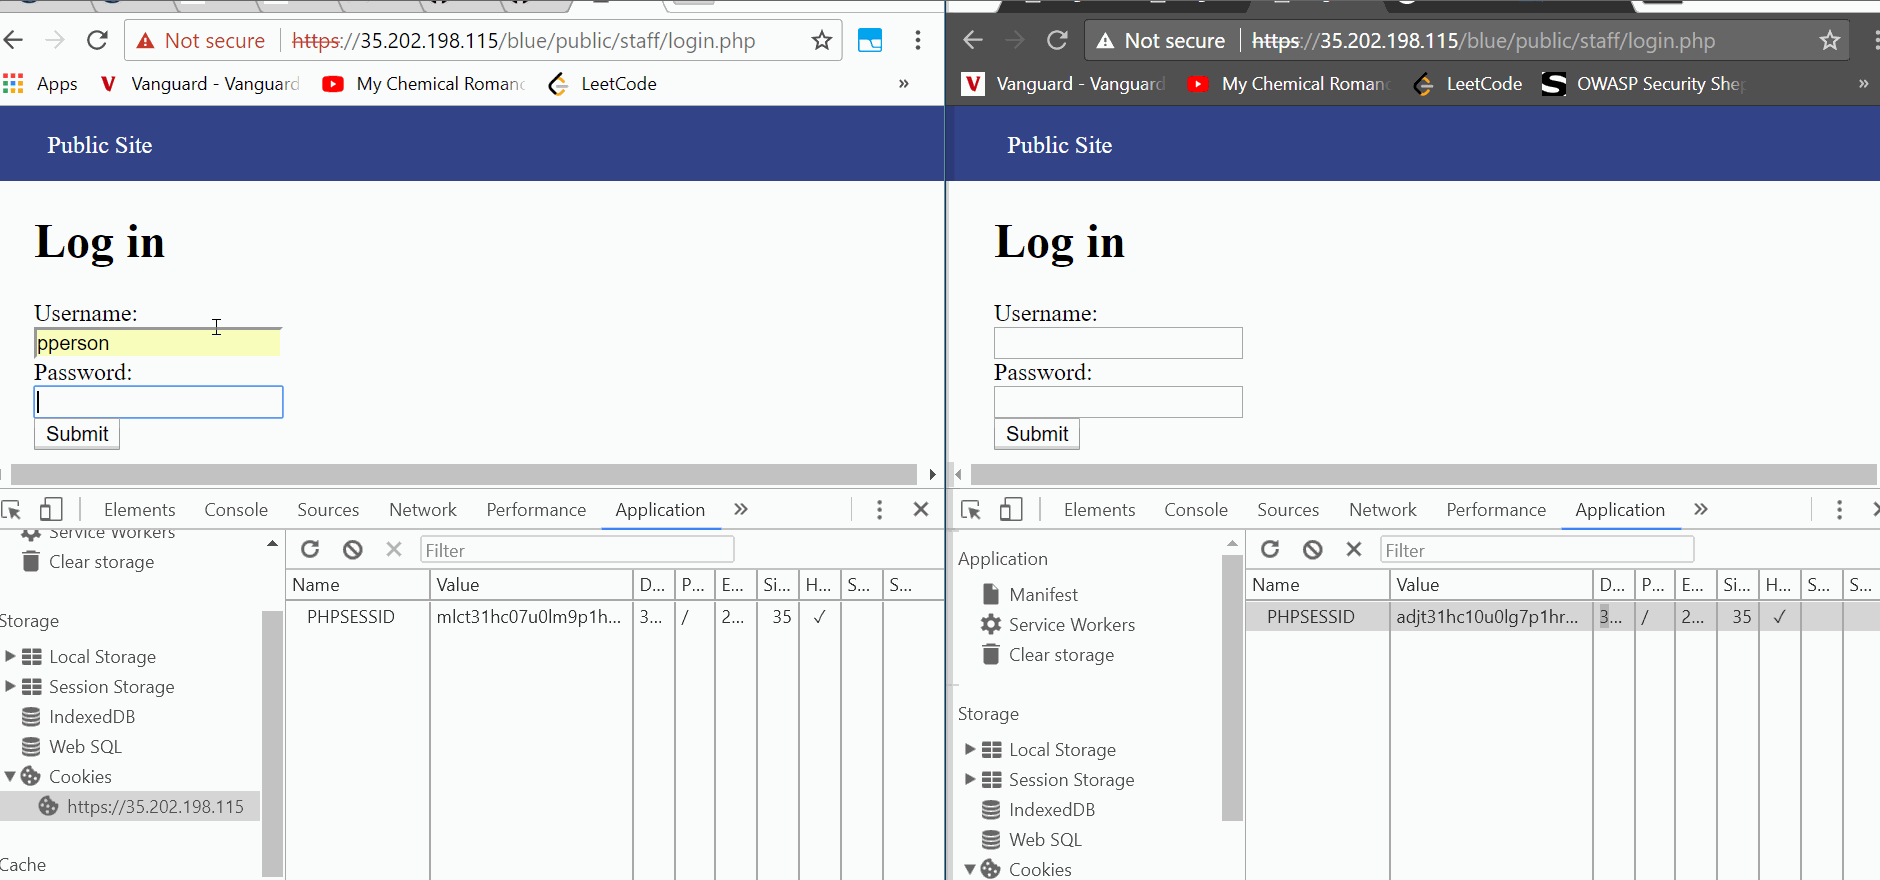 Not secure https://35.202.198.115/blue/public/staff/login.php
Apps Vanguard - Vanguard My Chemical Romanc LeetCode »
Public Site
Log in
Username:
pperson
Password:
Submit
Elements Console Sources Network Performance Application »
Service Workers
Clear storage
Storage
Local Storage
Session Storage
IndexedDB
Web SQL
Cookies
https://35.202.198.115
Cache
Filter
Name Value D... P... E... Si... H... S... S...
PHPSESSID mlct31hc07u0lm9p1h... 3... / 2... 35 ✓
Not secure https://35.202.198.115/blue/public/staff/login.php
Vanguard - Vanguard My Chemical Romanc LeetCode OWASP Security Shep »
Public Site
Log in
Username:
Password:
Submit
Elements Console Sources Network Performance Application »
Application
Manifest
Service Workers
Clear storage
Storage
Local Storage
Session Storage
IndexedDB
Web SQL
Cookies
Filter
Name Value D... P... E... Si... H... S... S...
PHPSESSID adjt31hc10u0lg7p1hr... 3... / 2... 35 ✓